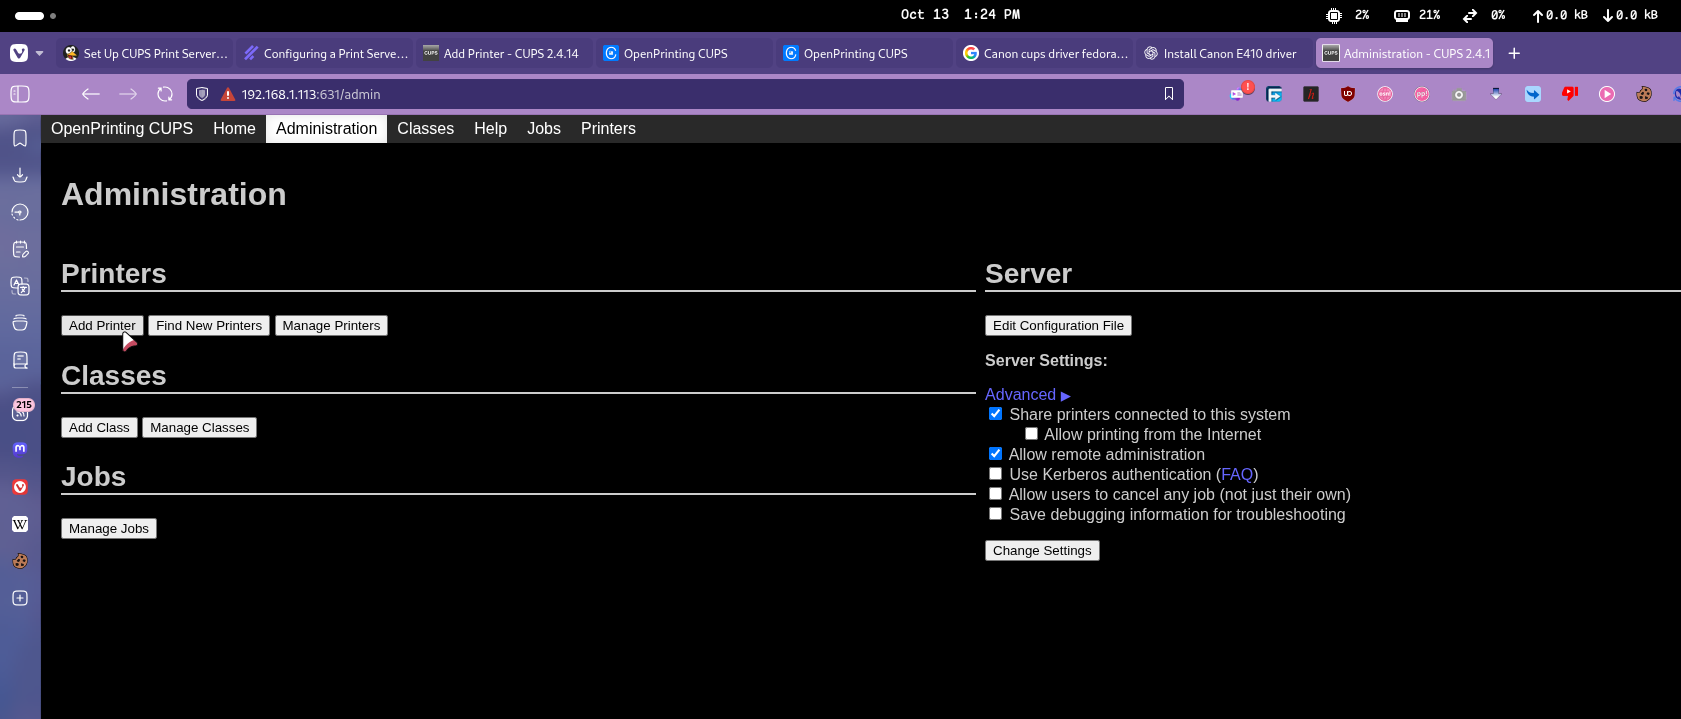 Oct 13 1:24 PM
2% 21% 0% 0.0 kB 0.0 kB
Set Up CUPS Print Server... Configuring a Print Serve... CUPS Add Printer - CUPS 2.4.14 OpenPrinting CUPS OpenPrinting CUPS G Canon cups driver fedora... Install Canon E410 driver CUPS Administration - CUPS 2.4.1
192.168.1.113:631/admin
OpenPrinting CUPS Home Administration Classes Help Jobs Printers
Administration
Printers
Add Printer Find New Printers Manage Printers
Classes
Add Class Manage Classes
Jobs
Manage Jobs
Server
Edit Configuration File
Server Settings:
Advanced ▶
Share printers connected to this system
Allow printing from the Internet
Allow remote administration
Use Kerberos authentication (FAQ)
Allow users to cancel any job (not just their own)
Save debugging information for troubleshooting
Change Settings
215
W